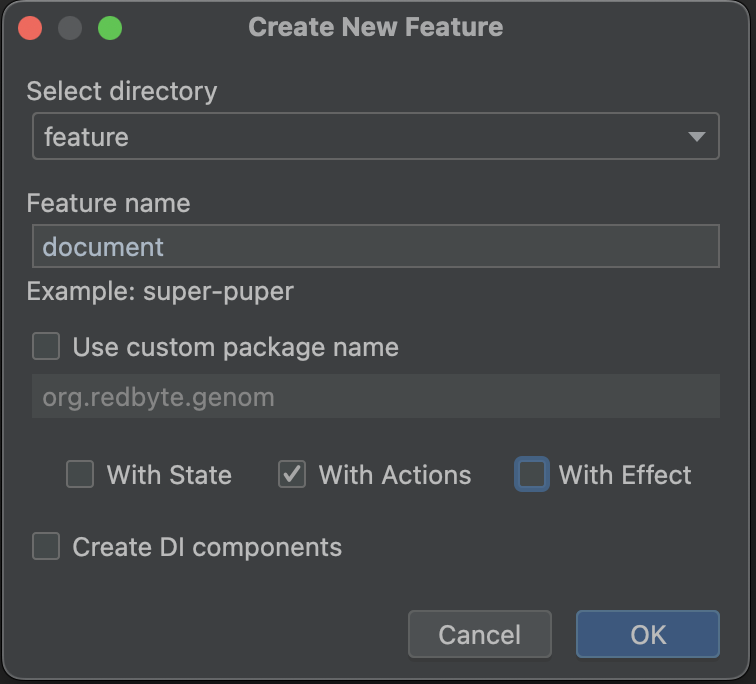 Create New Feature
Select directory
feature
Feature name
document
Example: super-puper
Use custom package name
org.redbyte.genom
With State With Actions With Effect
Create DI components
Cancel OK